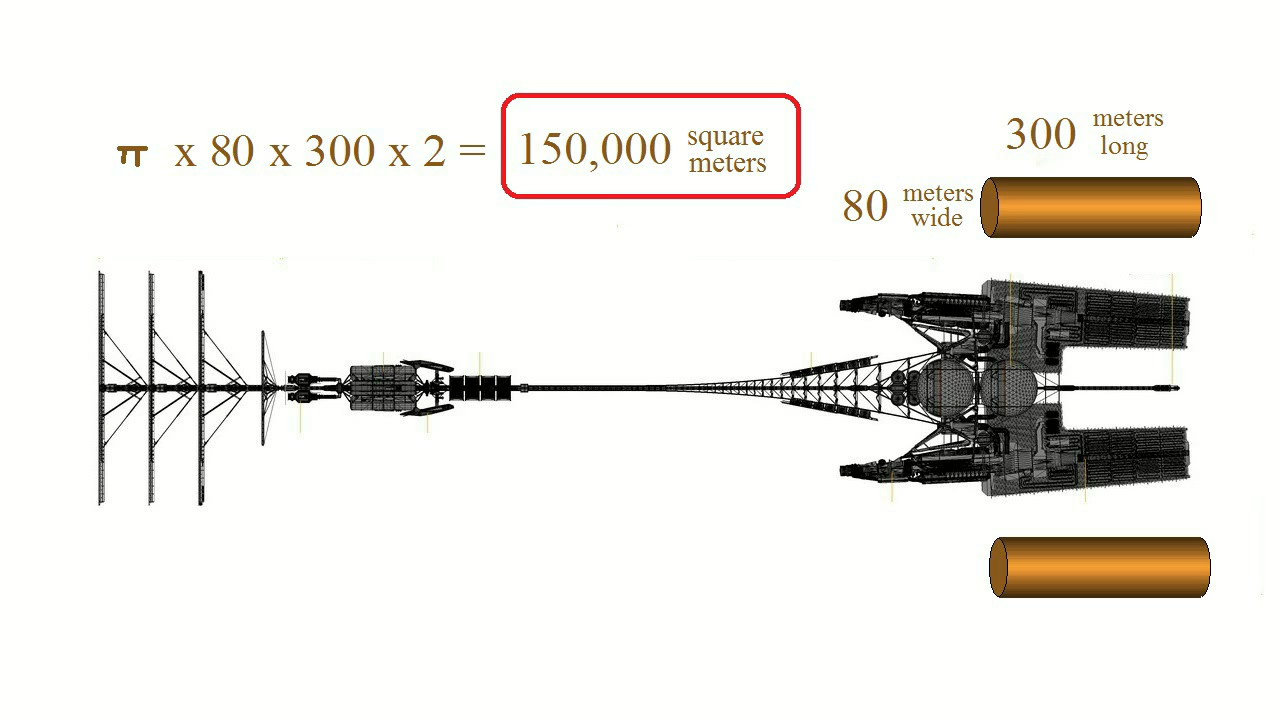 π x 80 x 300 x 2 = 150,000 square meters
300 meters long
80 meters wide